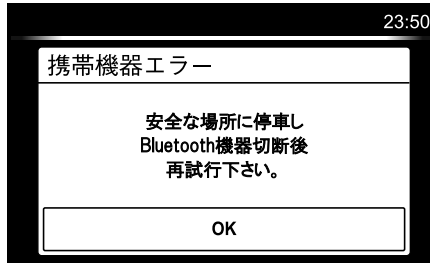 23:50
携帯機器エラー
安全な場所に停車し
Bluetooth機器切断後
再試行下さい。
OK